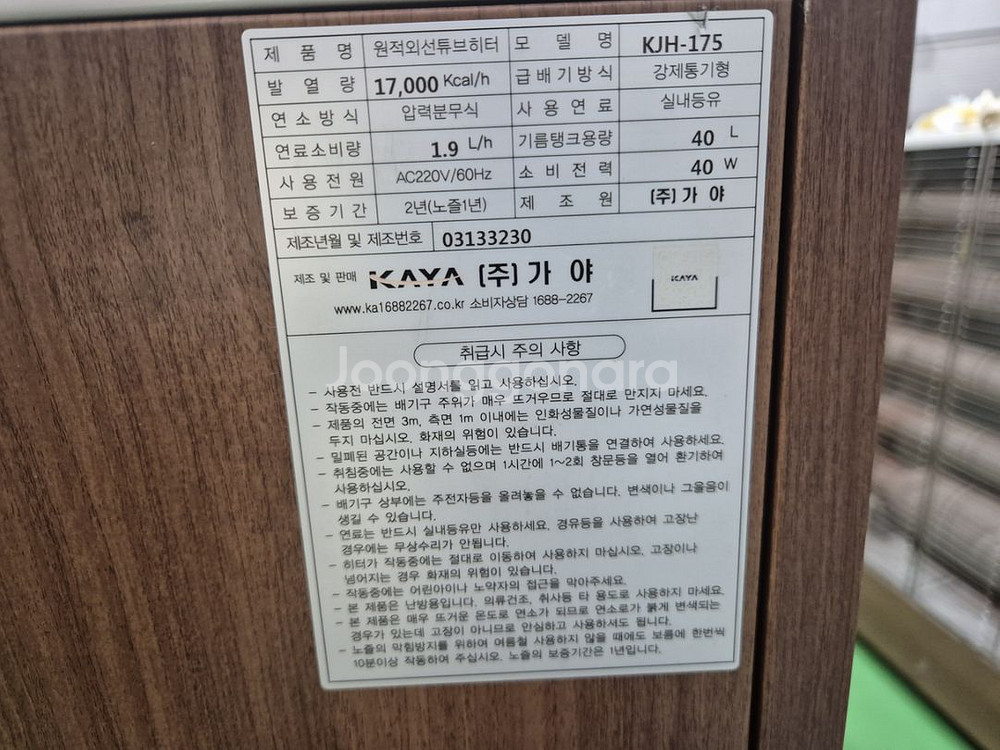 제 품 명 원적외선튜브히터 모 델 명 KJH-175
발 열 량 17,000 Kcal/h 급배기방식 강제통기형
연소방식 압력분무식 사용연료 실내등유
연료소비량 1.9 L/h 기름탱크용량 40 L
사용전원 AC220V/60Hz 소비전력 40 W
보증기간 2년(노즐1년) 제 조 원 (주)가 야
제조년월 및 제조번호 03133230
제조 및 판매 KAYA (주)가 야
KAYA
www.ka16882267.co.kr 소비자상담 1688-2267
취급시 주의 사항
Joonggonara
- 사용전 반드시 설명서를 읽고 사용하십시오.
- 작동중에는 배기구 주위가 매우 뜨거우므로 절대로 만지지 마세요.
- 제품의 전면 3m, 측면 1m 이내에는 인화성물질이나 가연성물질을
두지 마십시오. 화재의 위험이 있습니다.
- 밀폐된 공간이나 지하실등에는 반드시 배기통을 연결하여 사용하세요.
- 취침중에는 사용할 수 없으며 1시간에 1~2회 창문등을 열어 환기하여
사용하십시오.
- 배기구 상부에는 주전자등을 올려놓을 수 없습니다. 변색이나 그을음이
생길 수 있습니다.
- 연료는 반드시 실내등유만 사용하세요. 경유등을 사용하여 고장난
경우에는 무상수리가 안됩니다.
- 히터가 작동중에는 절대로 이동하여 사용하지 마십시오. 고장이나
넘어지는 경우 화재의 위험이 있습니다.
- 작동중에는 어린아이나 노약자의 접근을 막아주세요.
- 본 제품은 난방용입니다. 의류건조, 취사등 타 용도로 사용하지 마세요.
- 본 제품은 매우 뜨거운 온도로 연소가 되므로 연소로가 붉게 변색되는
경우가 있는데 고장이 아니므로 안심하고 사용하셔도 됩니다.
- 노즐의 막힘방지를 위하여 여름철 사용하지 않을 때에도 보름에 한번씩
10분이상 작동하여 주십시오. 노즐의 보증기간은 1년입니다.